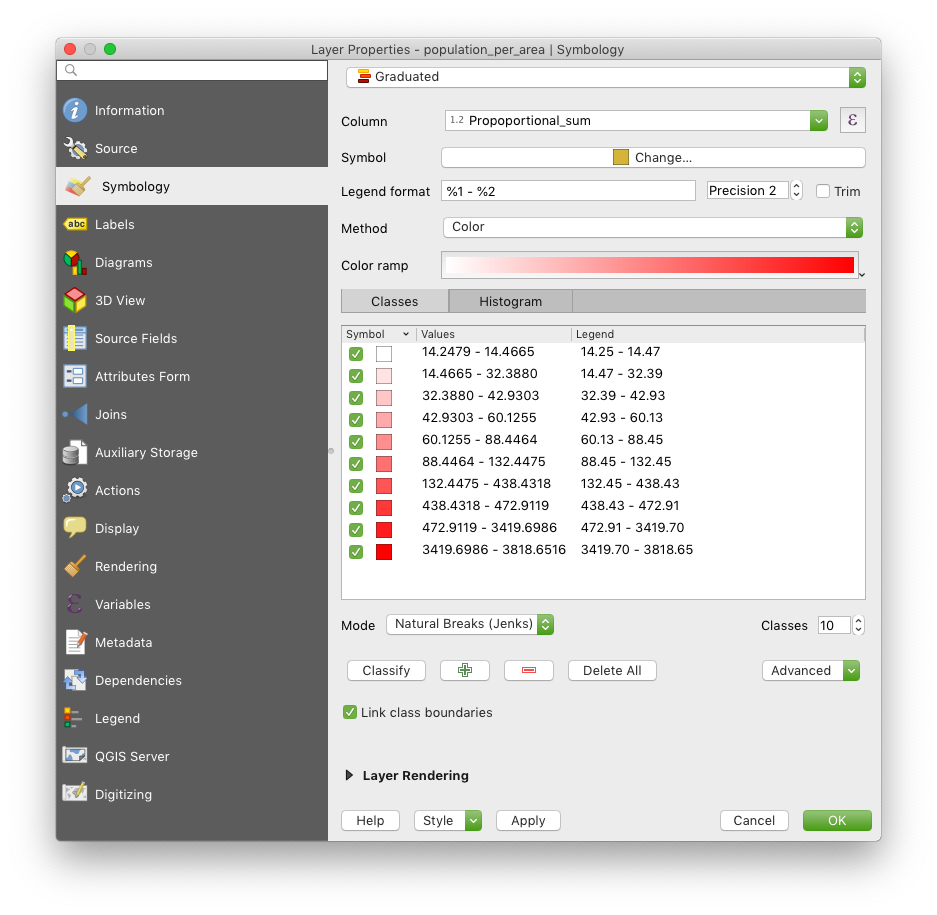 Layer Properties - population_per_area | Symbology
Information
Source
Symbology
abc Labels
Diagrams
3D View
Source Fields
Attributes Form
Joins
Auxiliary Storage
Actions
Display
Rendering
ε Variables
Metadata
Dependencies
Legend
QGIS Server
Digitizing
Graduated
Column 1.2 Propoportional_sum ε
Symbol Change...
Legend format %1 - %2 Precision 2 Trim
Method Color
Color ramp
Classes Histogram
Symbol Values Legend
14.2479 - 14.4665 14.25 - 14.47
14.4665 - 32.3880 14.47 - 32.39
32.3880 - 42.9303 32.39 - 42.93
42.9303 - 60.1255 42.93 - 60.13
60.1255 - 88.4464 60.13 - 88.45
88.4464 - 132.4475 88.45 - 132.45
132.4475 - 438.4318 132.45 - 438.43
438.4318 - 472.9119 438.43 - 472.91
472.9119 - 3419.6986 472.91 - 3419.70
3419.6986 - 3818.6516 3419.70 - 3818.65
Mode Natural Breaks (Jenks) Classes 10
Classify Delete All Advanced
Link class boundaries
Layer Rendering
Help Style Apply Cancel OK